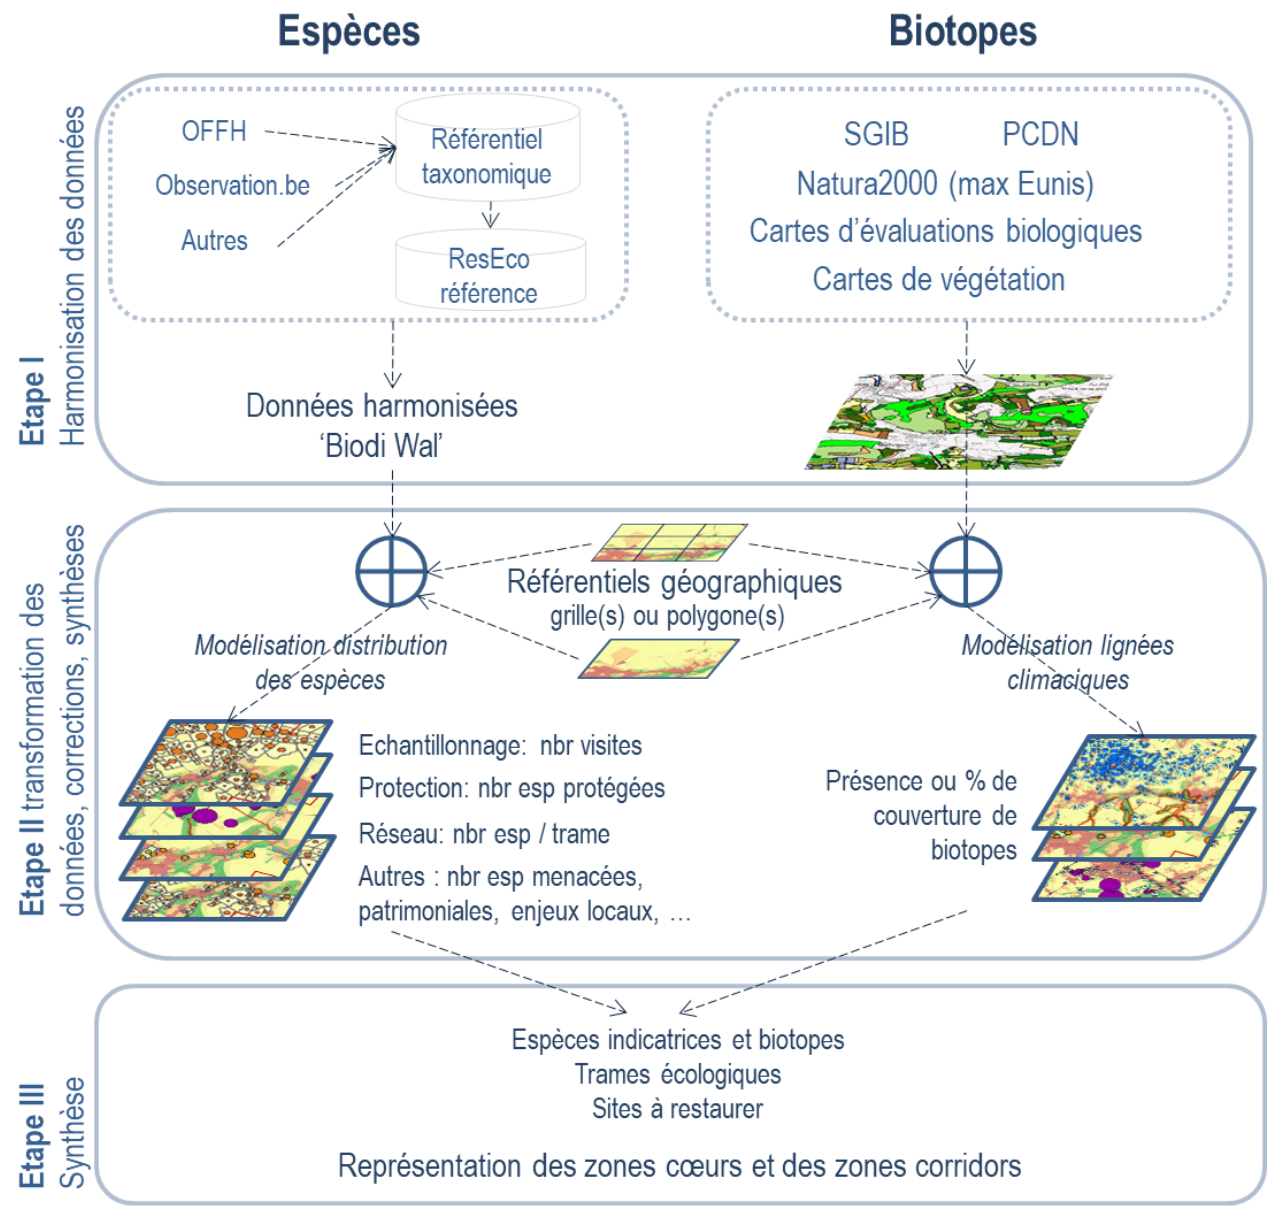 Espèces
Biotopes
Etape I
Harmonisation des données
OFFH
Observation.be
Autres
Référentiel
taxonomique
ResEco
référence
SGIB PCDN
Natura2000 (max Eunis)
Cartes d’évaluations biologiques
Cartes de végétation
Données harmonisées
‘Biodi Wal’
Etape II transformation des
données, corrections, synthèses
Référentiels géographiques
grille(s) ou polygone(s)
Modélisation distribution
des espèces
Modélisation lignées
climaciques
Echantillonnage: nbr visites
Protection: nbr esp protégées
Réseau: nbr esp / trame
Autres : nbr esp menacées,
patrimoniales, enjeux locaux, …
Présence ou % de
couverture de
biotopes
Etape III
Synthèse
Espèces indicatrices et biotopes
Trames écologiques
Sites à restaurer
Représentation des zones cœurs et des zones corridors